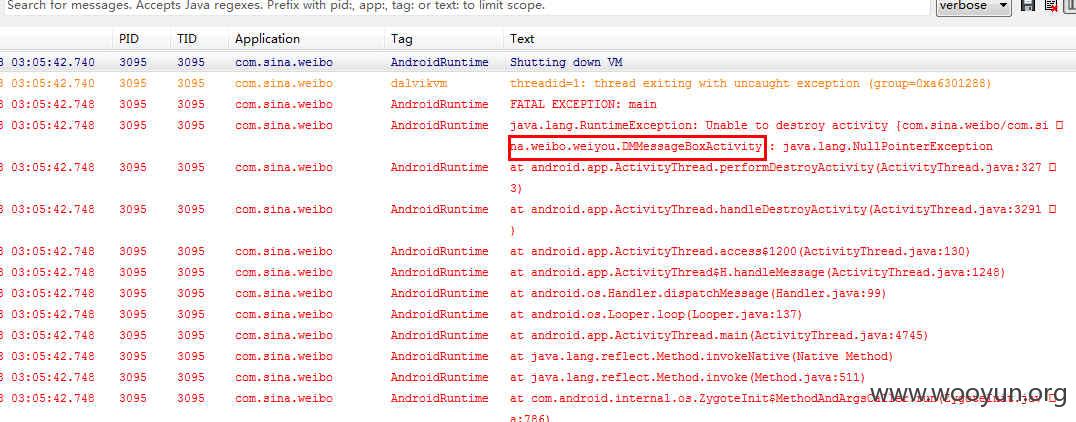 Search for messages. Accepts Java regexes. Prefix with pid:, app:, tag: or text: to limit scope.
verbose
PID TID Application Tag Text
3 03:05:42.740 3095 3095 com.sina.weibo AndroidRuntime Shutting down VM
3 03:05:42.740 3095 3095 com.sina.weibo dalvikvm threadid=1: thread exiting with uncaught exception (group=0xa6301288)
3 03:05:42.748 3095 3095 com.sina.weibo AndroidRuntime FATAL EXCEPTION: main
3 03:05:42.748 3095 3095 com.sina.weibo AndroidRuntime java.lang.RuntimeException: Unable to destroy activity {com.sina.weibo/com.si
na.weibo.weiyou.DMMessageBoxActivity}: java.lang.NullPointerException
3 03:05:42.748 3095 3095 com.sina.weibo AndroidRuntime at android.app.ActivityThread.performDestroyActivity(ActivityThread.java:327
3)
3 03:05:42.748 3095 3095 com.sina.weibo AndroidRuntime at android.app.ActivityThread.handleDestroyActivity(ActivityThread.java:3291
)
3 03:05:42.748 3095 3095 com.sina.weibo AndroidRuntime at android.app.ActivityThread.access$1200(ActivityThread.java:130)
3 03:05:42.748 3095 3095 com.sina.weibo AndroidRuntime at android.app.ActivityThread$H.handleMessage(ActivityThread.java:1248)
3 03:05:42.748 3095 3095 com.sina.weibo AndroidRuntime at android.os.Handler.dispatchMessage(Handler.java:99)
3 03:05:42.748 3095 3095 com.sina.weibo AndroidRuntime at android.os.Looper.loop(Looper.java:137)
3 03:05:42.748 3095 3095 com.sina.weibo AndroidRuntime at android.app.ActivityThread.main(ActivityThread.java:4745)
3 03:05:42.748 3095 3095 com.sina.weibo AndroidRuntime at java.lang.reflect.Method.invokeNative(Native Method)
3 03:05:42.748 3095 3095 com.sina.weibo AndroidRuntime at java.lang.reflect.Method.invoke(Method.java:511)
3 03:05:42.748 3095 3095 com.sina.weibo AndroidRuntime at com.android.internal.os.ZygoteInit$MethodAndArgsCaller.run(ZygoteInit.jav
a:786)
www.wooyun.org